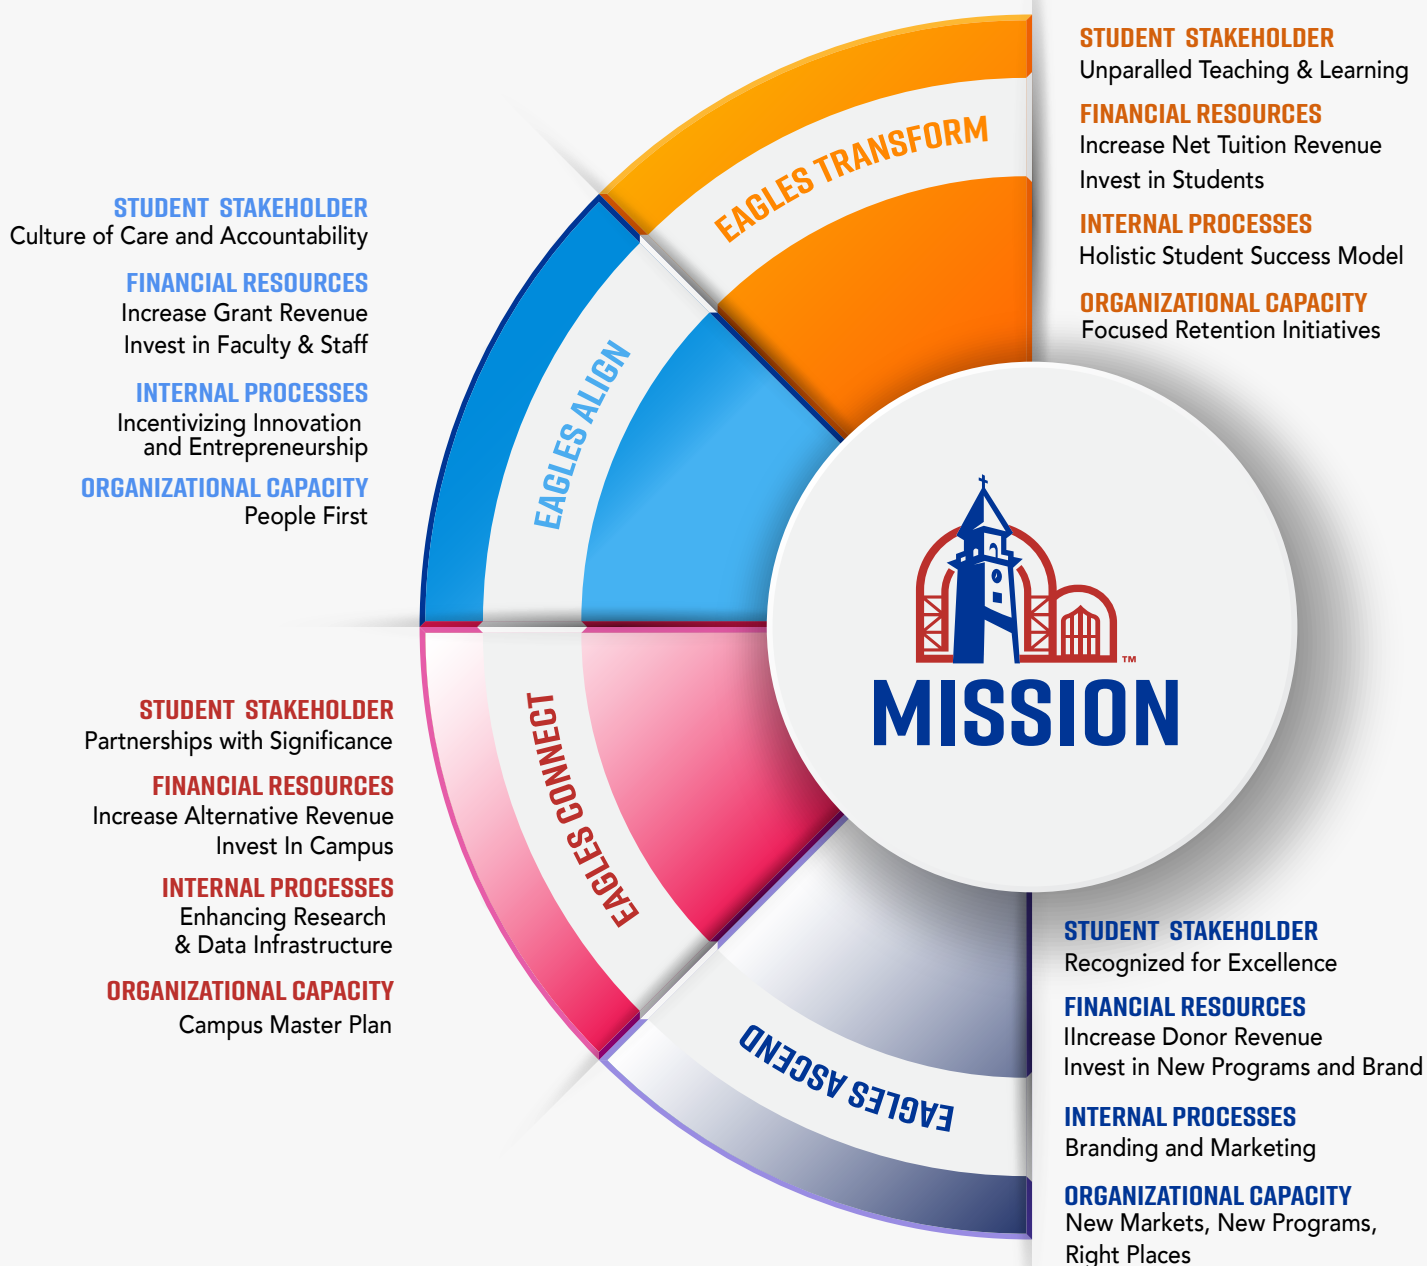 EAGLES TRANSFORM
STUDENT STAKEHOLDER
Unparalled Teaching & Learning
FINANCIAL RESOURCES
Increase Net Tuition Revenue
Invest in Students
INTERNAL PROCESSES
Holistic Student Success Model
ORGANIZATIONAL CAPACITY
Focused Retention Initiatives
EAGLES ALIGN
STUDENT STAKEHOLDER
Culture of Care and Accountability
FINANCIAL RESOURCES
Increase Grant Revenue
Invest in Faculty & Staff
INTERNAL PROCESSES
Incentivizing Innovation
and Entrepreneurship
ORGANIZATIONAL CAPACITY
People First
TM
MISSION
EAGLES CONNECT
STUDENT STAKEHOLDER
Partnerships with Significance
FINANCIAL RESOURCES
Increase Alternative Revenue
Invest In Campus
INTERNAL PROCESSES
Enhancing Research
& Data Infrastructure
ORGANIZATIONAL CAPACITY
Campus Master Plan
EAGLES ASCEND
STUDENT STAKEHOLDER
Recognized for Excellence
FINANCIAL RESOURCES
IIncrease Donor Revenue
Invest in New Programs and Brand
INTERNAL PROCESSES
Branding and Marketing
ORGANIZATIONAL CAPACITY
New Markets, New Programs,
Right Places